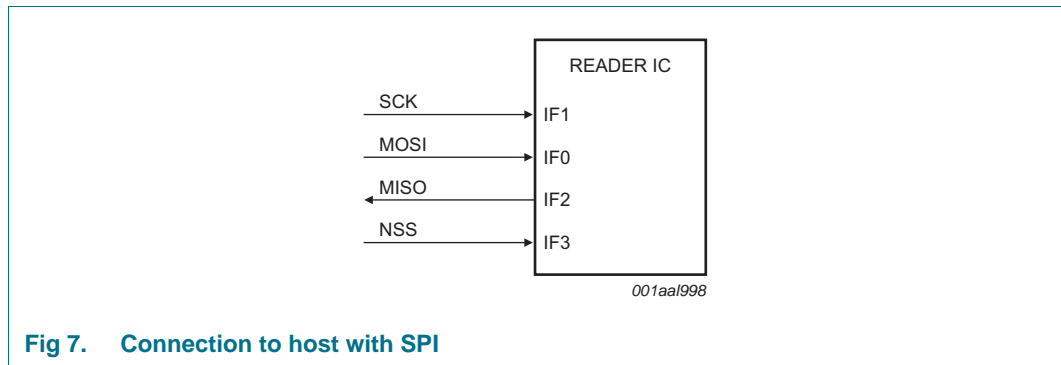 READER IC
SCK
IF1
MOSI
IF0
MISO
IF2
NSS
IF3
001aal998
Fig 7. Connection to host with SPI